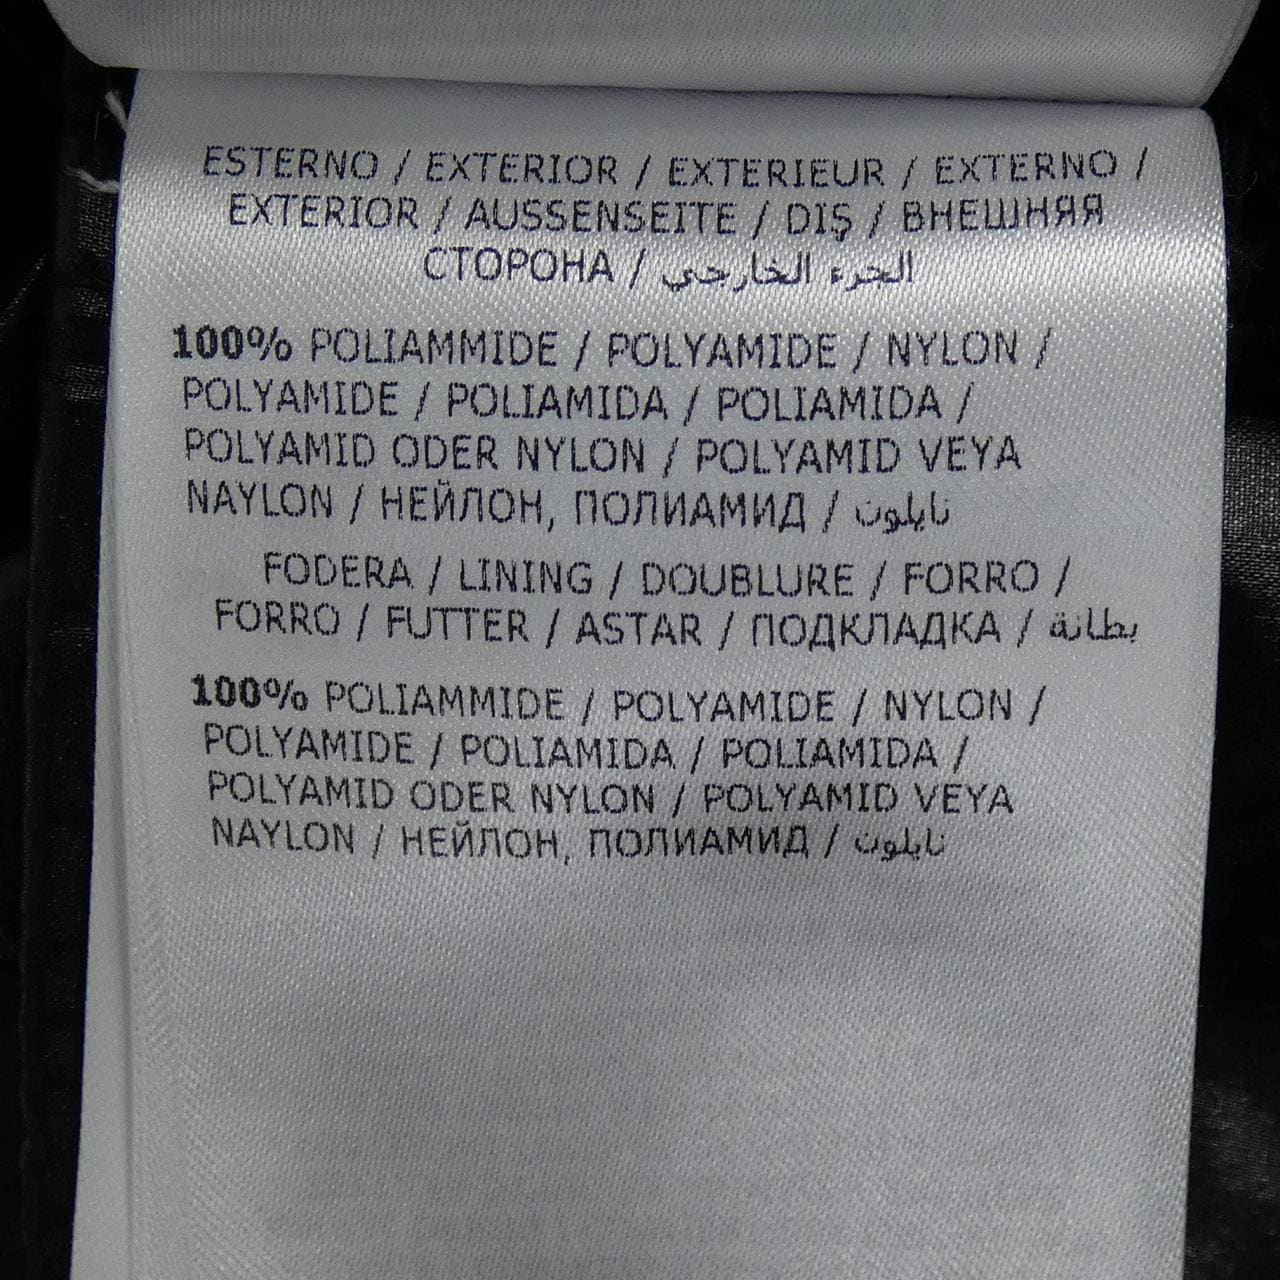 ESTERNO / EXTERIOR / EXTERIEUR / EXTERNO /
EXTERIOR / AUSSENSEITE / DIŞ / ВНЕШНЯЯ
СТОРОНА / الجزء الخارجي
100% POLIAMMIDE / POLYAMIDE / NYLON /
POLYAMIDE / POLIAMIDA / POLIAMIDA /
POLYAMID ODER NYLON / POLYAMID VEYA
NAYLON / НЕЙЛОН, ПОЛИАМИД / نايلون
FODERA / LINING / DOUBLURE / FORRO /
FORRO / FUTTER / ASTAR / ПОДКЛАДКА / بطانة
100% POLIAMMIDE / POLYAMIDE / NYLON /
POLYAMIDE / POLIAMIDA / POLIAMIDA /
POLYAMID ODER NYLON / POLYAMID VEYA
NAYLON / НЕЙЛОН, ПОЛИАМИД / نايلون